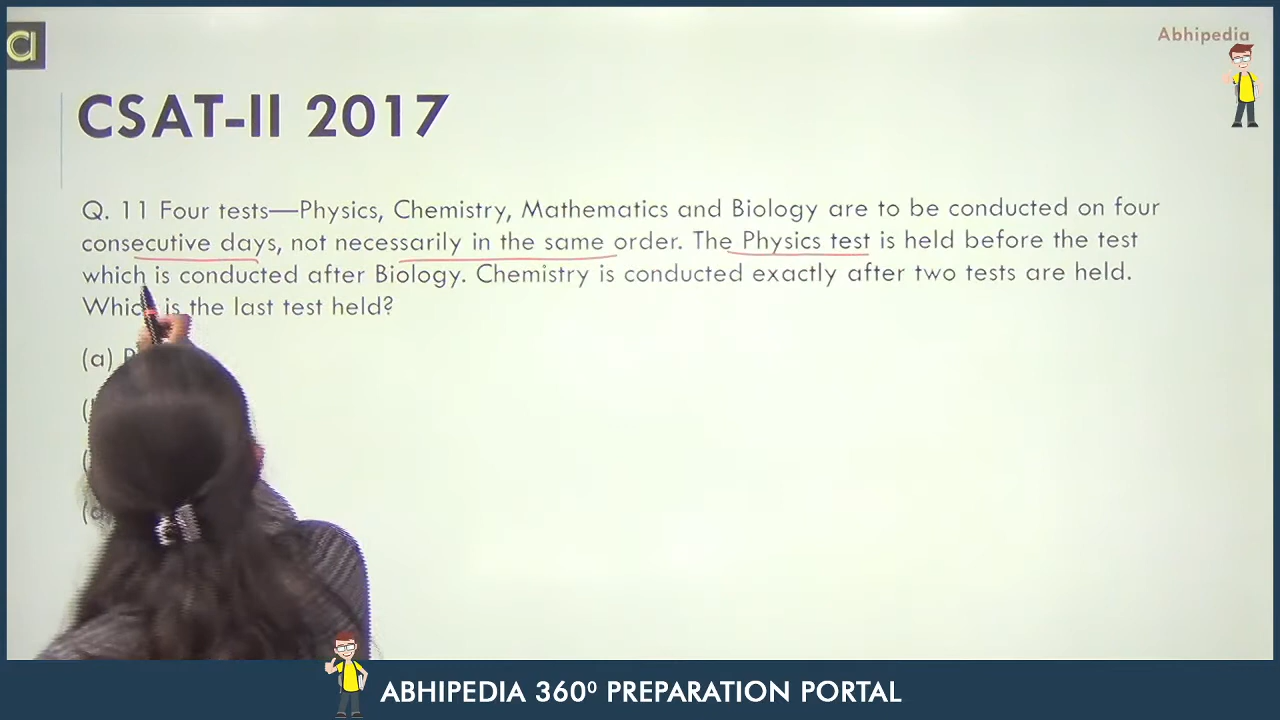 a
Abhipedia
CSAT-II 2017
Q. 11 Four tests—Physics, Chemistry, Mathematics and Biology are to be conducted on four
consecutive days, not necessarily in the same order. The Physics test is held before the test
which is conducted after Biology. Chemistry is conducted exactly after two tests are held.
Which is the last test held?
(a)
ABHIPEDIA 360⁰ PREPARATION PORTAL